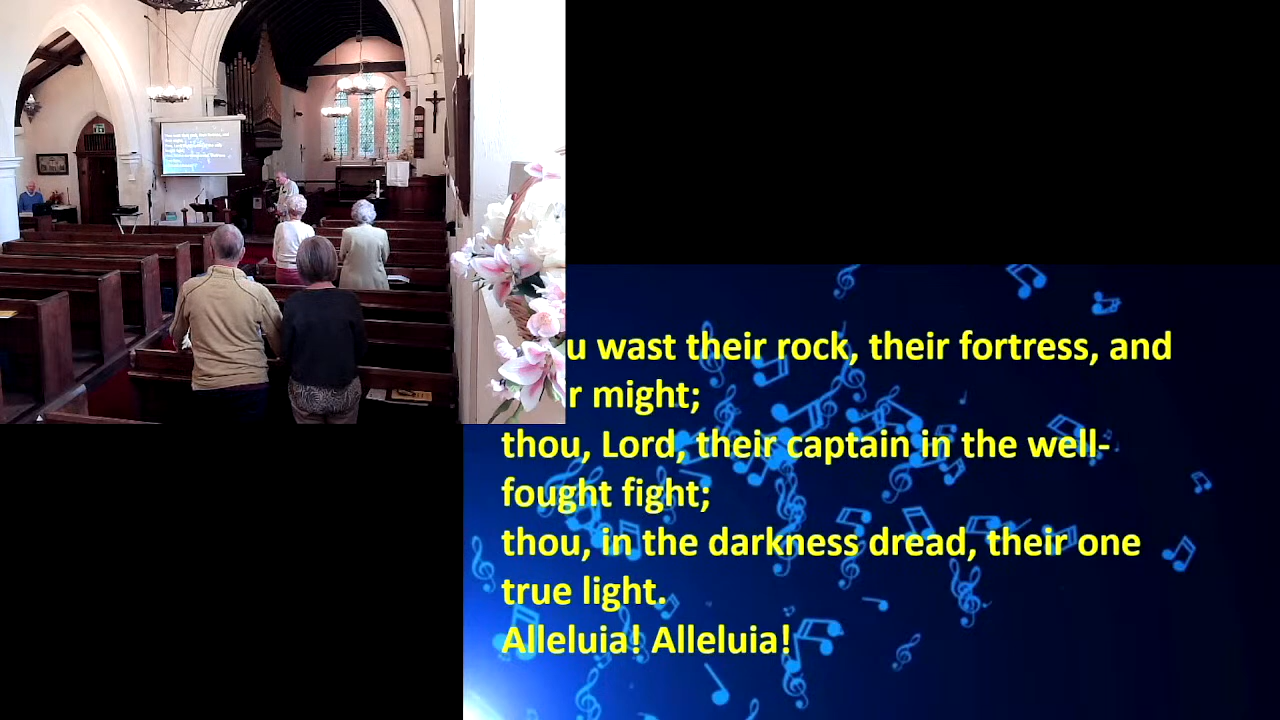 u wast their rock, their fortress, and
r might;
thou, Lord, their captain in the well-
fought fight;
thou, in the darkness dread, their one
true light.
Alleluia! Alleluia!